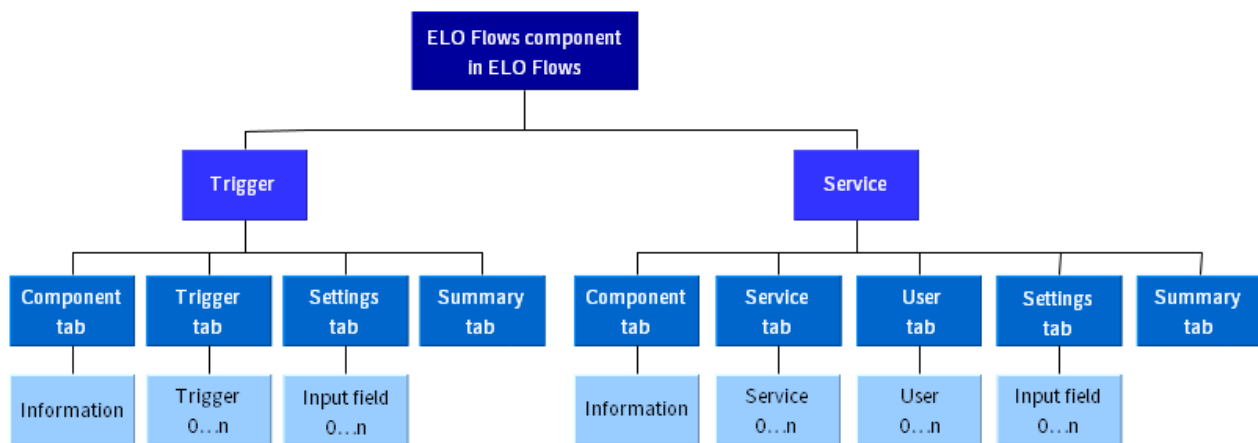 ELO Flows component
in ELO Flows
Trigger
Service
Component
tab
Trigger
tab
Settings
tab
Summary
tab
Component
tab
Service
tab
User
tab
Settings
tab
Summary
tab
Information
Trigger
0...n
Input field
0...n
Information
Service
0...n
User
0...n
Input field
0...n